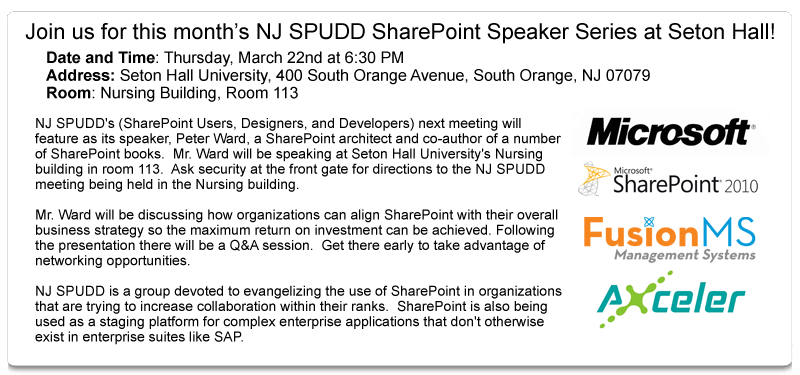 Join us for this month’s NJ SPUDD SharePoint Speaker Series at Seton Hall!
Date and Time: Thursday, March 22nd at 6:30 PM
Address: Seton Hall University, 400 South Orange Avenue, South Orange, NJ 07079
Room: Nursing Building, Room 113
NJ SPUDD's (SharePoint Users, Designers, and Developers) next meeting will
feature as its speaker, Peter Ward, a SharePoint architect and co-author of a number
of SharePoint books.  Mr. Ward will be speaking at Seton Hall University's Nursing
building in room 113.  Ask security at the front gate for directions to the NJ SPUDD
meeting being held in the Nursing building.
Mr. Ward will be discussing how organizations can align SharePoint with their overall
business strategy so the maximum return on investment can be achieved. Following
the presentation there will be a Q&A session.  Get there early to take advantage of
networking opportunities.
NJ SPUDD is a group devoted to evangelizing the use of SharePoint in organizations
that are trying to increase collaboration within their ranks.  SharePoint is also being
used as a staging platform for complex enterprise applications that don't otherwise
exist in enterprise suites like SAP.
Microsoft®
Microsoft®
SharePoint® 2010
FusionMS
Management Systems
Axceler